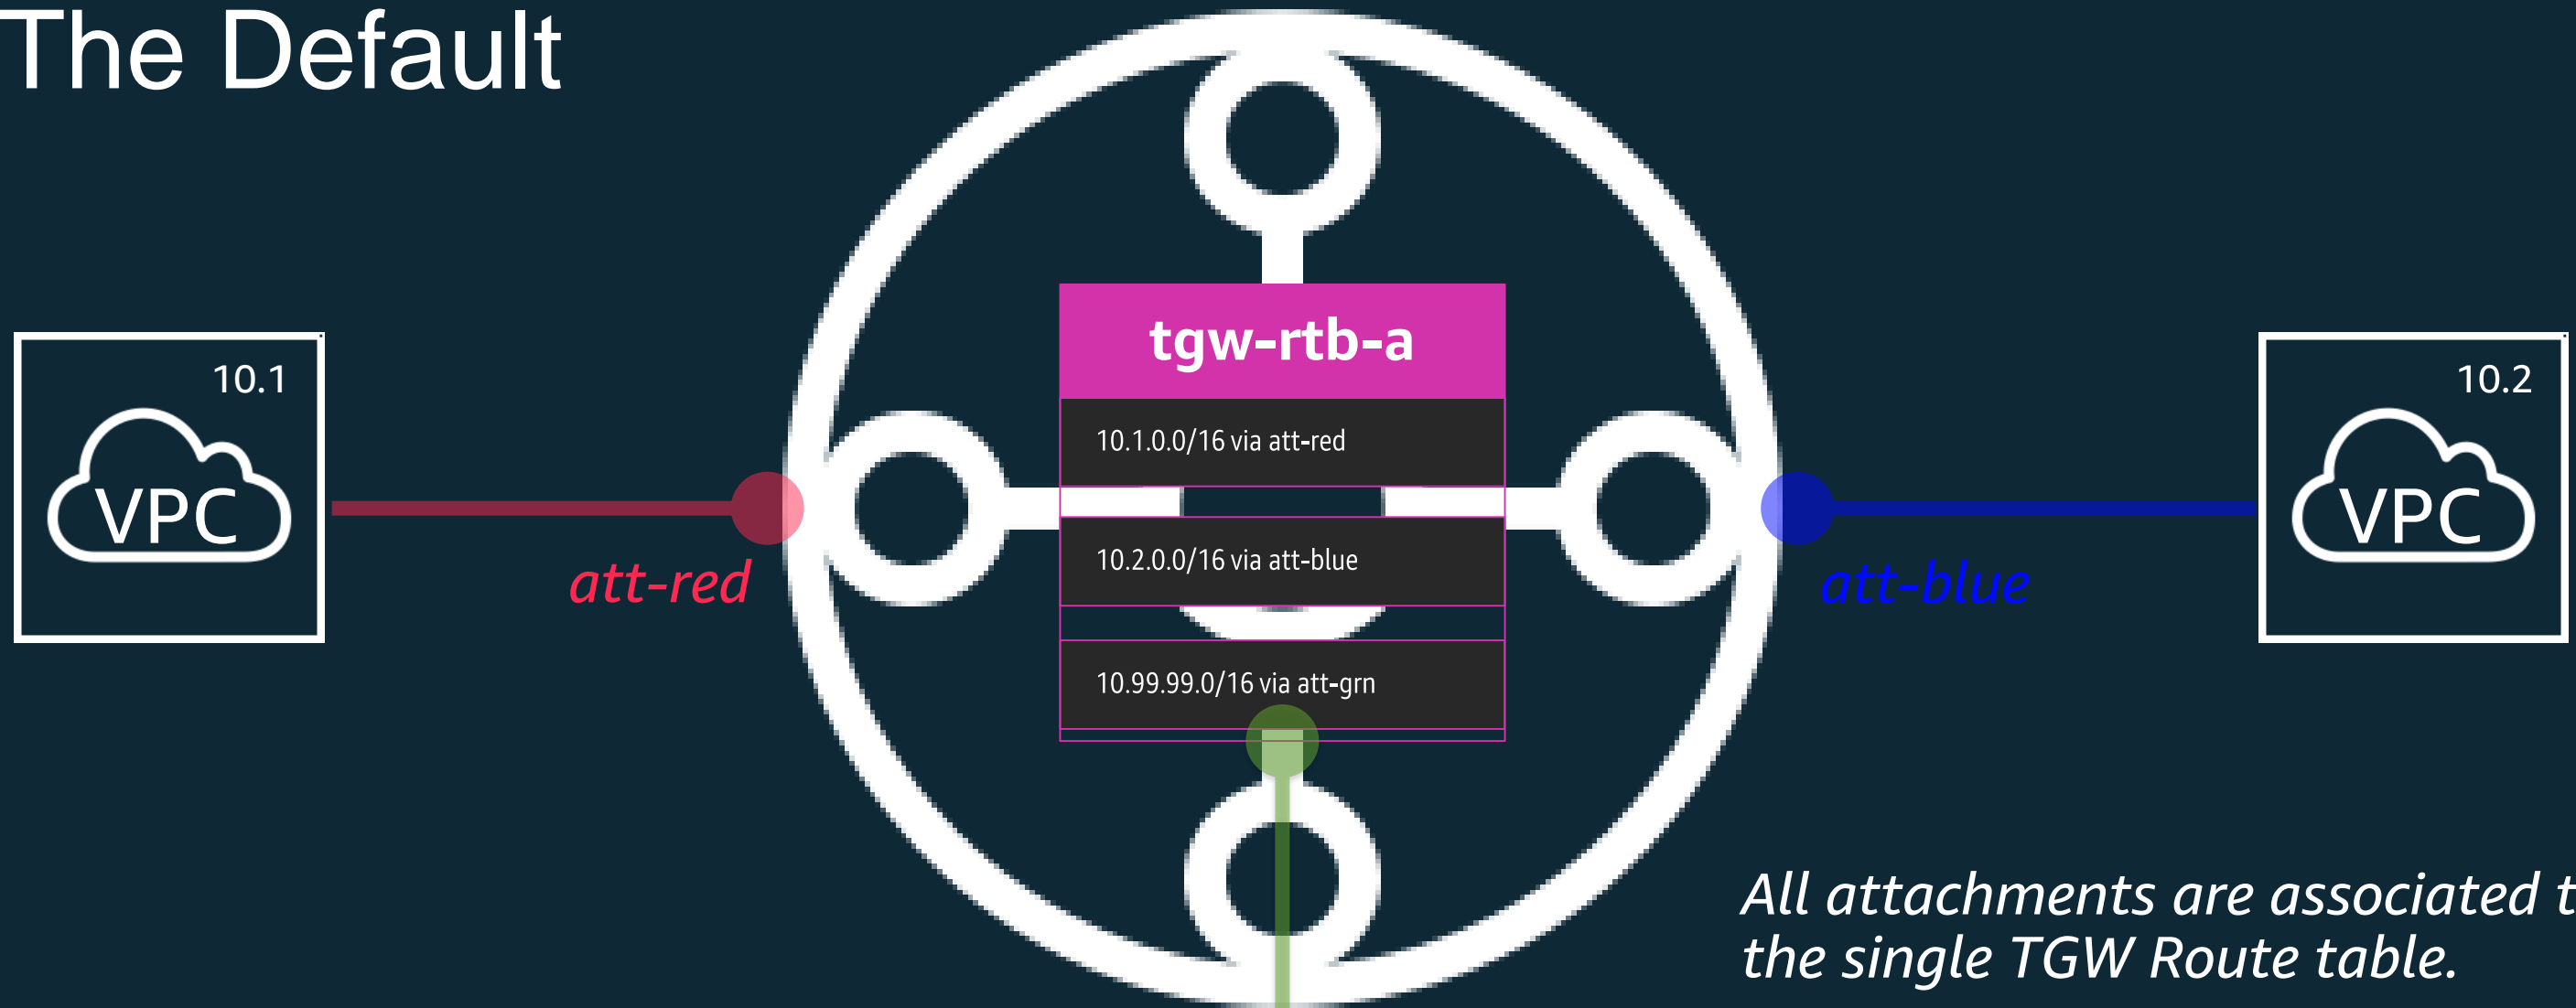 The Default
10.1
VPC
att-red
tgw-rtb-a
10.1.0.0/16 via att-red
10.2.0.0/16 via att-blue
10.99.99.0/16 via att-grn
10.2
VPC
att-blue
All attachments are associated t
the single TGW Route table.